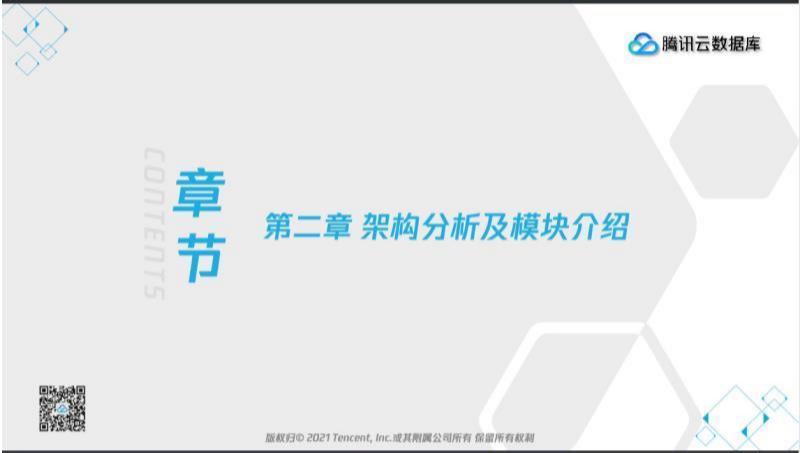 腾讯云数据库
CONTENTS
章节
第二章 架构分析及模块介绍
版权归© 2021 Tencent, Inc.或其附属公司所有 保留所有权利